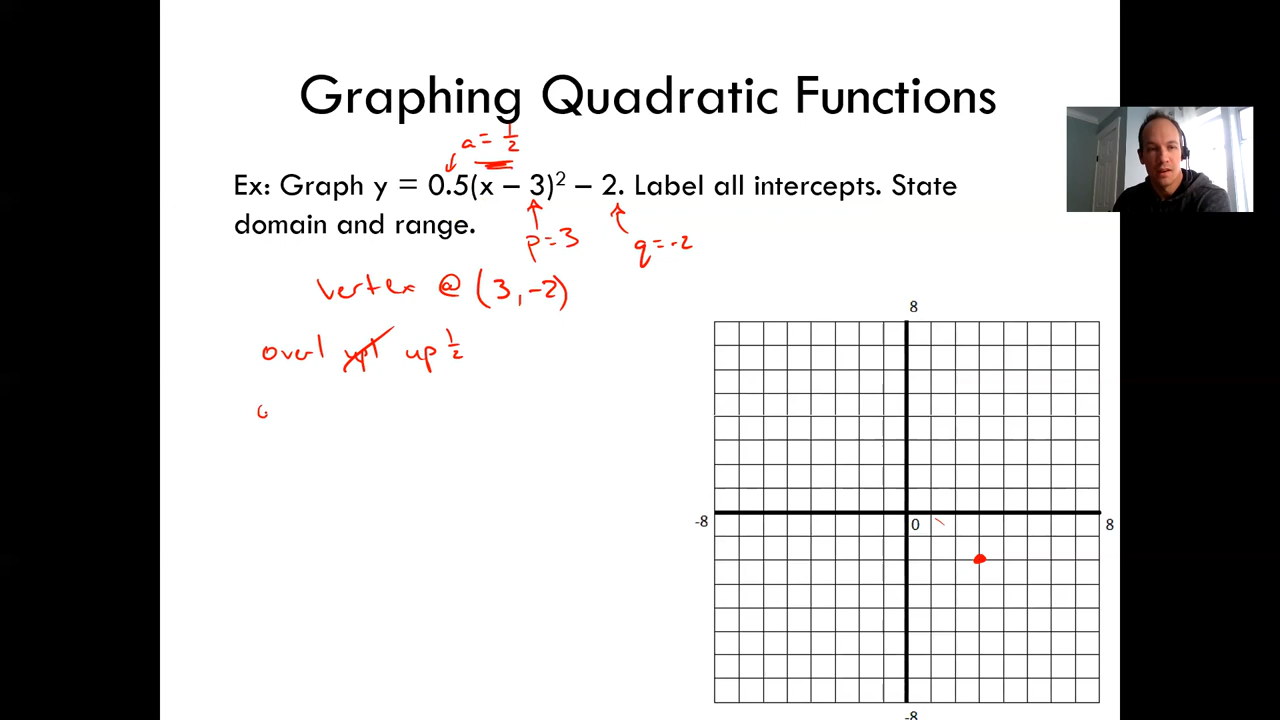 Graphing Quadratic Functions
a = 1/2
Ex: Graph y = 0.5(x – 3)² – 2. Label all intercepts. State
domain and range.
p=3
q=-2
vertex @ (3,-2)
over1 up1 up 1/2
8
-8 0 8
-8